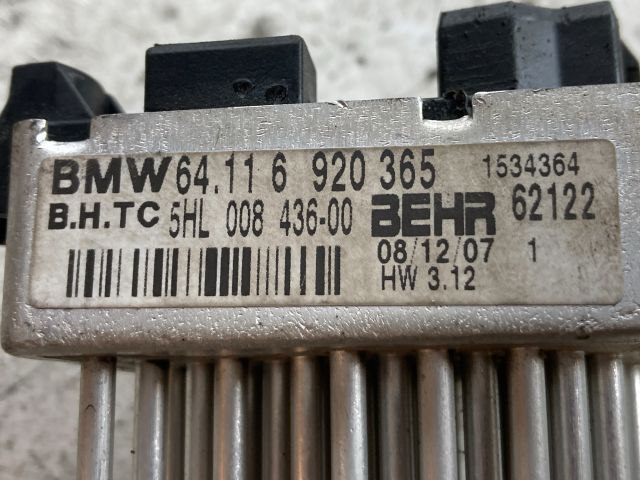 BMW 64.11 6 920 365 1534364
B.H.TC 5HL 008 436-00 BEHR 62122
08/12/07 1
HW 3.12